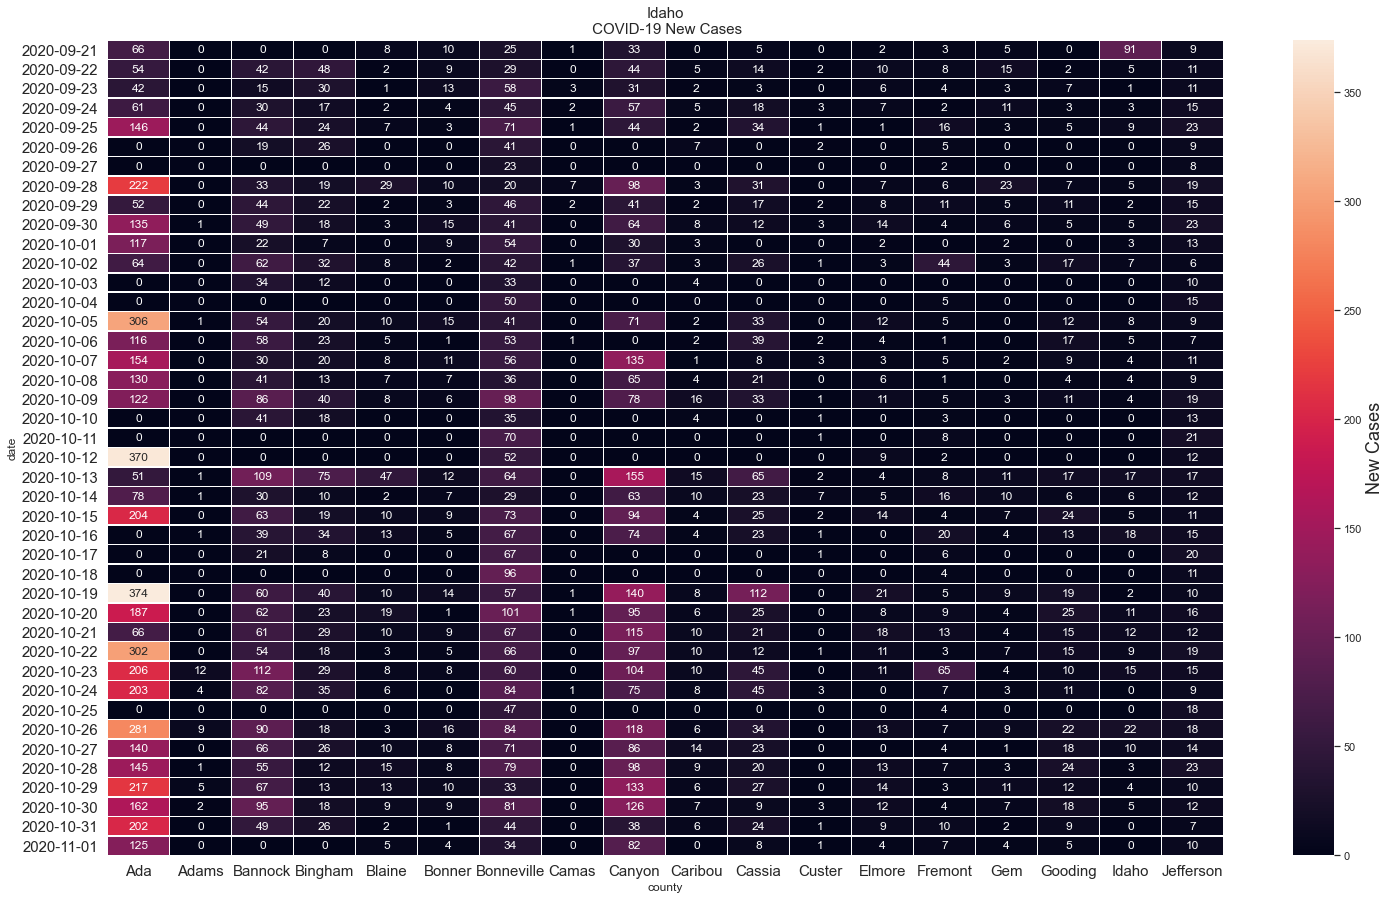 Idaho
COVID-19 New Cases
2020-09-21 66 0 0 0 8 10 25 1 33 0 5 0 2 3 5 0 91 9
2020-09-22 54 0 42 48 2 9 29 0 44 5 14 2 10 8 15 2 5 11
2020-09-23 42 0 15 30 1 13 58 3 31 2 3 0 6 4 3 7 1 11
2020-09-24 61 0 30 17 2 4 45 2 57 5 18 3 7 2 11 3 3 15
2020-09-25 146 0 44 24 7 3 71 1 44 2 34 1 1 16 3 5 9 23
2020-09-26 0 0 19 26 0 0 41 0 0 7 0 2 0 5 0 0 0 9
2020-09-27 0 0 0 0 0 0 23 0 0 0 0 0 0 2 0 0 0 8
2020-09-28 222 0 33 19 29 10 20 7 98 3 31 0 7 6 23 7 5 19
2020-09-29 52 0 44 22 2 3 46 2 41 2 17 2 8 11 5 11 2 15
2020-09-30 135 1 49 18 3 15 41 0 64 8 12 3 14 4 6 5 5 23
2020-10-01 117 0 22 7 0 9 54 0 30 3 0 0 2 0 2 0 3 13
2020-10-02 64 0 62 32 8 2 42 1 37 3 26 1 3 44 3 17 7 6
2020-10-03 0 0 34 12 0 0 33 0 0 4 0 0 0 0 0 0 0 10
2020-10-04 0 0 0 0 0 0 50 0 0 0 0 0 0 5 0 0 0 15
2020-10-05 306 1 54 20 10 15 41 0 71 2 33 0 12 5 0 12 8 9
2020-10-06 116 0 58 23 5 1 53 1 0 2 39 2 4 1 0 17 5 7
2020-10-07 154 0 30 20 8 11 56 0 135 1 8 3 3 5 2 9 4 11
2020-10-08 130 0 41 13 7 7 36 0 65 4 21 0 6 1 0 4 4 9
2020-10-09 122 0 86 40 8 6 98 0 78 16 33 1 11 5 3 11 4 19
2020-10-10 0 0 41 18 0 0 35 0 0 4 0 1 0 3 0 0 0 13
2020-10-11 0 0 0 0 0 0 70 0 0 0 0 1 0 8 0 0 0 21
2020-10-12 370 0 0 0 0 0 52 0 0 0 0 0 9 2 0 0 0 12
2020-10-13 51 1 109 75 47 12 64 0 155 15 65 2 4 8 11 17 17 17
2020-10-14 78 1 30 10 2 7 29 0 63 10 23 7 5 16 10 6 6 12
2020-10-15 204 0 63 19 10 9 73 0 94 4 25 2 14 4 7 24 5 11
2020-10-16 0 1 39 34 13 5 67 0 74 4 23 1 0 20 4 13 18 15
2020-10-17 0 0 21 8 0 0 67 0 0 0 0 1 0 6 0 0 0 20
2020-10-18 0 0 0 0 0 0 96 0 0 0 0 0 0 4 0 0 0 11
2020-10-19 374 0 60 40 10 14 57 1 140 8 112 0 21 5 9 19 2 10
2020-10-20 187 0 62 23 19 1 101 1 95 6 25 0 8 9 4 25 11 16
2020-10-21 66 0 61 29 10 9 67 0 115 10 21 0 18 13 4 15 12 12
2020-10-22 302 0 54 18 3 5 66 0 97 10 12 1 11 3 7 15 9 19
2020-10-23 206 12 112 29 8 8 60 0 104 10 45 0 11 65 4 10 15 15
2020-10-24 203 4 82 35 6 0 84 1 75 8 45 3 0 7 3 11 0 9
2020-10-25 0 0 0 0 0 0 47 0 0 0 0 0 0 4 0 0 0 18
2020-10-26 281 9 90 18 3 16 84 0 118 6 34 0 13 7 9 22 22 18
2020-10-27 140 0 66 26 10 8 71 0 86 14 23 0 0 4 1 18 10 14
2020-10-28 145 1 55 12 15 8 79 0 98 9 20 0 13 7 3 24 3 23
2020-10-29 217 5 67 13 13 10 33 0 133 6 27 0 14 3 11 12 4 10
2020-10-30 162 2 95 18 9 9 81 0 126 7 9 3 12 4 7 18 5 12
2020-10-31 202 0 49 26 2 1 44 0 38 6 24 1 9 10 2 9 0 7
2020-11-01 125 0 0 0 5 4 34 0 82 0 8 1 4 7 4 5 0 10
Ada Adams Bannock Bingham Blaine Bonner Bonneville Camas Canyon Caribou Cassia Custer Elmore Fremont Gem Gooding Idaho Jefferson
county
date
350
300
250
200
150
100
50
0
New Cases